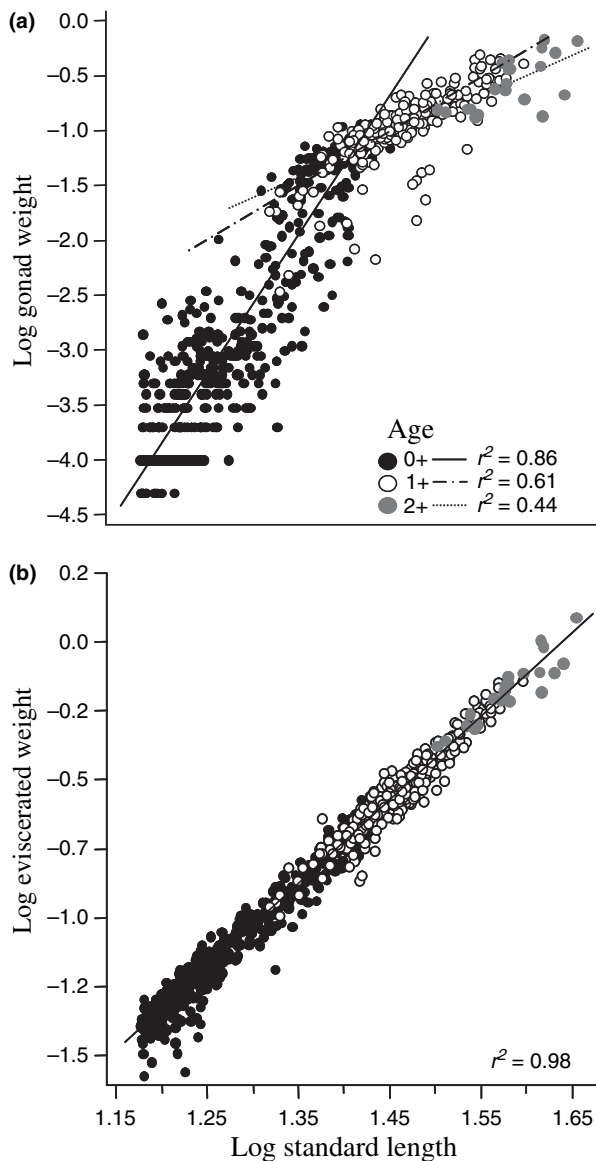 (a)
0.0
−0.5
−1.0
−1.5
−2.0
−2.5
−3.0
−3.5
−4.0
−4.5
Log gonad weight
Age
0+ r² = 0.86
1+ r² = 0.61
2+ r² = 0.44
(b)
0.2
0.0
−0.2
−0.5
−0.7
−1.0
−1.2
−1.5
Log eviscerated weight
r² = 0.98
1.15 1.25 1.35 1.45 1.55 1.65
Log standard length